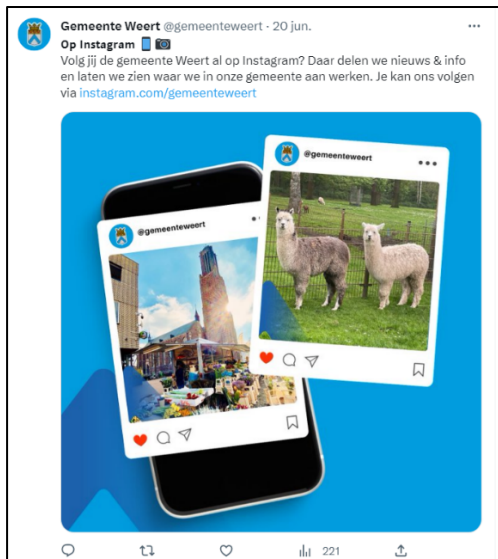 Gemeente Weert @gemeenteweert · 20 jun.
Op Instagram 📱📷
Volg jij de gemeente Weert al op Instagram? Daar delen we nieuws & info
en laten we zien waar we in onze gemeente aan werken. Je kan ons volgen
via instagram.com/gemeenteweert
@gemeenteweert
@gemeenteweert
221